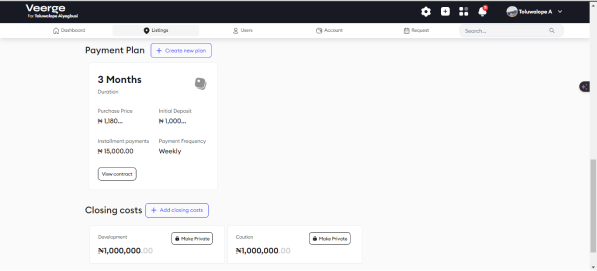 Veerge
For Toluwalope Aiyegbusi
Toluwalope A
Dashboard
Listings
Users
Account
Request
Search...
Payment Plan
+ Create new plan
3 Months
Duration
Purchase Price
Initial Deposit
₦ 1,180...
₦ 1,000...
Installment payments
Payment Frequency
₦ 15,000.00
Weekly
View contract
Closing costs
+ Add closing costs
Development
Make Private
₦1,000,000.00
Caution
Make Private
₦1,000,000.00